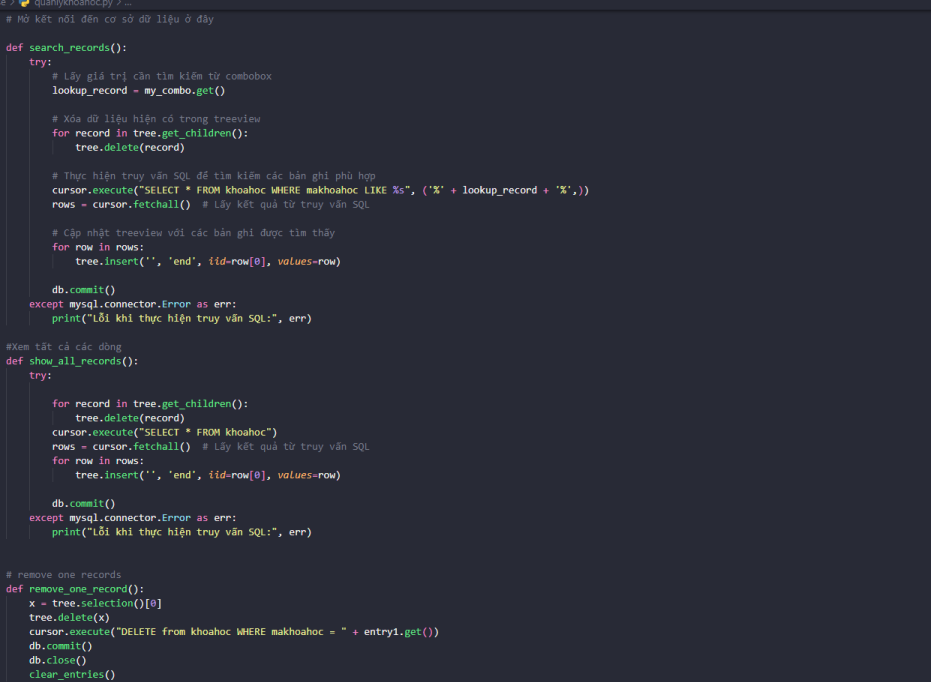 quanlykhoahoc.py > ...
# Mở kết nối đến cơ sở dữ liệu ở đây
def search_records():
try:
# Lấy giá trị cần tìm kiếm từ combobox
lookup_record = my_combo.get()
# Xóa dữ liệu hiện có trong treeview
for record in tree.get_children():
tree.delete(record)
# Thực hiện truy vấn SQL để tìm kiếm các bản ghi phù hợp
cursor.execute("SELECT * FROM khoahoc WHERE makhoahoc LIKE %s", ('%' + lookup_record + '%',))
rows = cursor.fetchall()  # Lấy kết quả từ truy vấn SQL
# Cập nhật treeview với các bản ghi được tìm thấy
for row in rows:
tree.insert('', 'end', iid=row[0], values=row)
db.commit()
except mysql.connector.Error as err:
print("Lỗi khi thực hiện truy vấn SQL:", err)
#Xem tất cả các dòng
def show_all_records():
try:
for record in tree.get_children():
tree.delete(record)
cursor.execute("SELECT * FROM khoahoc")
rows = cursor.fetchall()  # Lấy kết quả từ truy vấn SQL
for row in rows:
tree.insert('', 'end', iid=row[0], values=row)
db.commit()
except mysql.connector.Error as err:
print("Lỗi khi thực hiện truy vấn SQL:", err)
# remove one records
def remove_one_record():
x = tree.selection()[0]
tree.delete(x)
cursor.execute("DELETE from khoahoc WHERE makhoahoc = " + entry1.get())
db.commit()
db.close()
clear_entries()